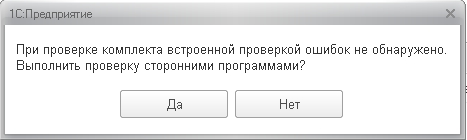 1С:Предприятие
При проверке комплекта встроенной проверкой ошибок не обнаружено.
Выполнить проверку сторонними программами?
Да
Нет